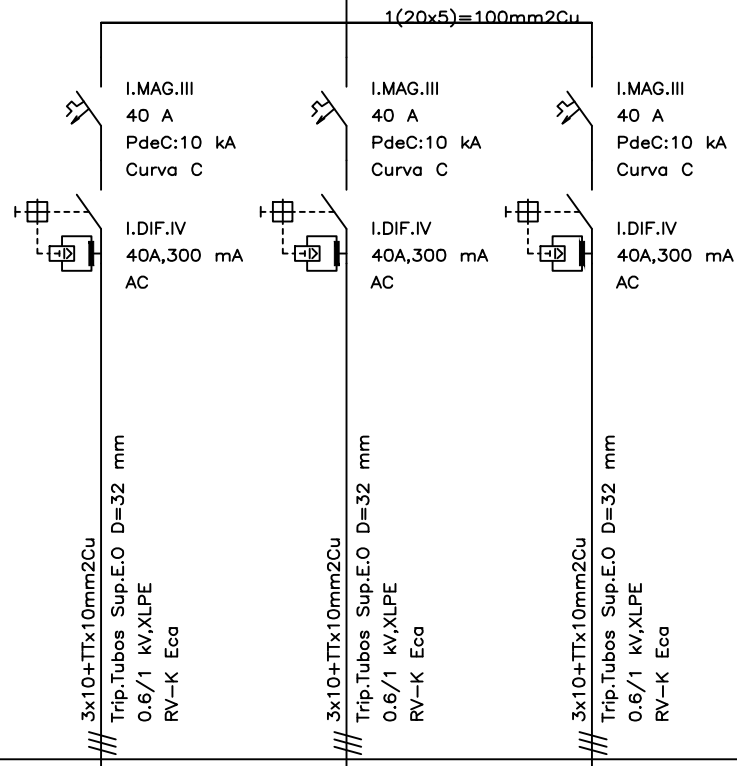 1(20x5)=100mm2Cu
I.MAG.III
40 A
PdeC:10 kA
Curva C
I.DIF.IV
40A,300 mA
AC
3x10+TTx10mm2Cu
Trip.Tubos Sup.E.O D=32 mm
0.6/1 kV,XLPE
RV-K Eca
I.MAG.III
40 A
PdeC:10 kA
Curva C
I.DIF.IV
40A,300 mA
AC
3x10+TTx10mm2Cu
Trip.Tubos Sup.E.O D=32 mm
0.6/1 kV,XLPE
RV-K Eca
I.MAG.III
40 A
PdeC:10 kA
Curva C
I.DIF.IV
40A,300 mA
AC
3x10+TTx10mm2Cu
Trip.Tubos Sup.E.O D=32 mm
0.6/1 kV,XLPE
RV-K Eca